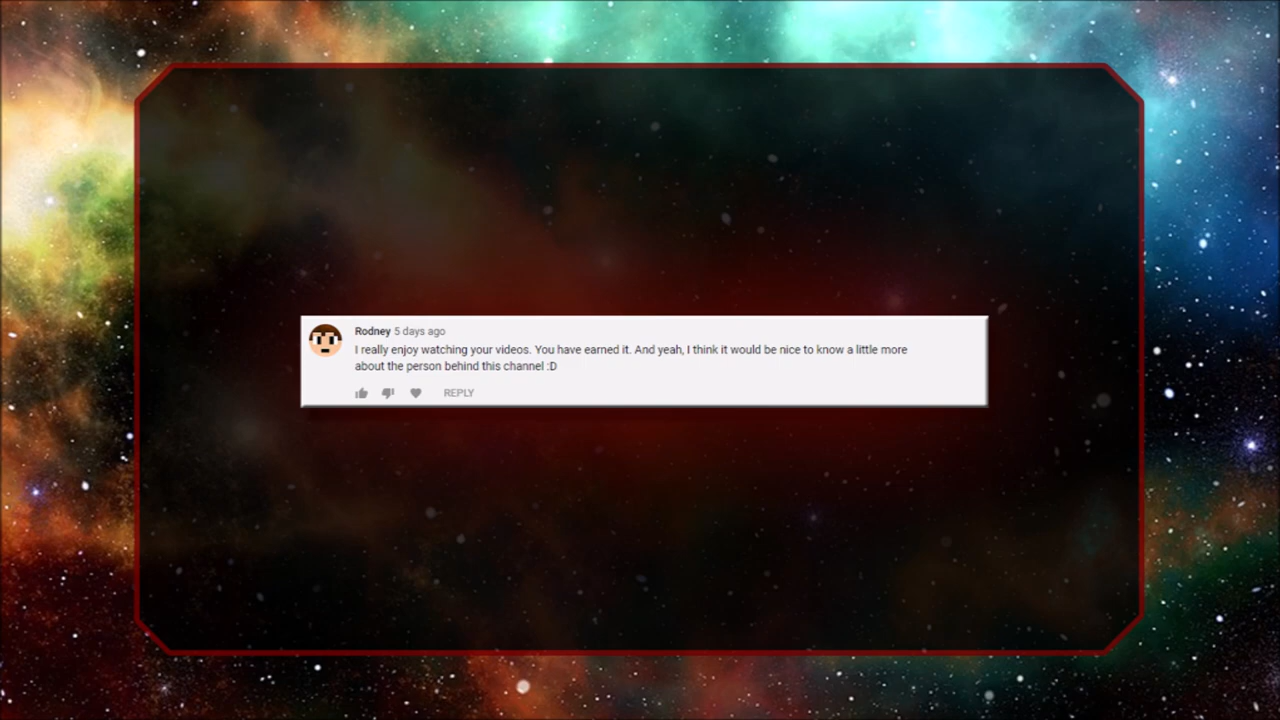 Rodney 5 days ago
I really enjoy watching your videos. You have earned it. And yeah, I think it would be nice to know a little more
about the person behind this channel :D
REPLY